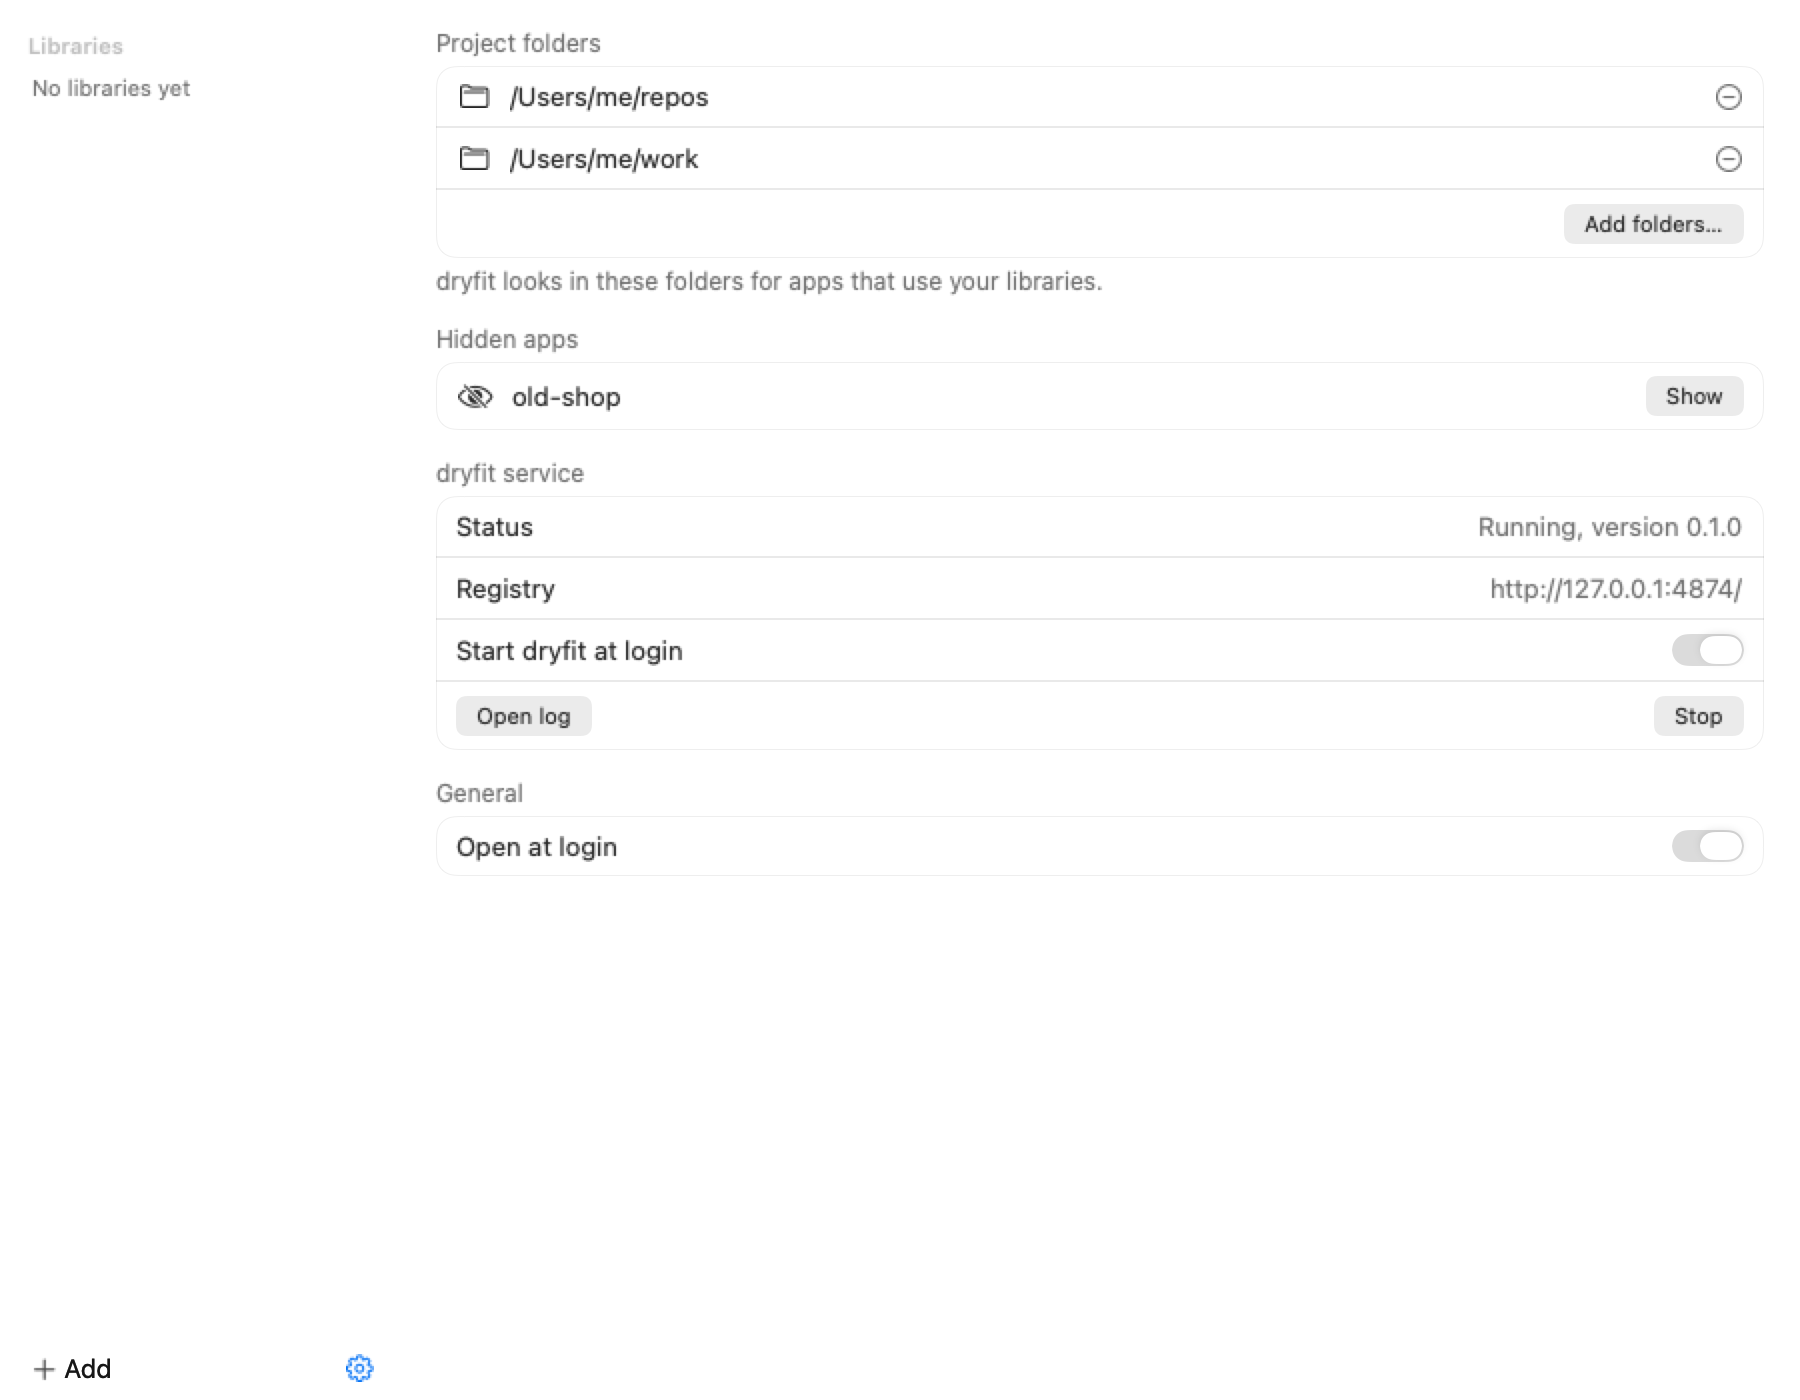 Libraries
No libraries yet
Project folders
/Users/me/repos
/Users/me/work
Add folders...
dryfit looks in these folders for apps that use your libraries.
Hidden apps
old-shop
Show
dryfit service
Status
Running, version 0.1.0
Registry
http://127.0.0.1:4874/
Start dryfit at login
Open log
Stop
General
Open at login
Add